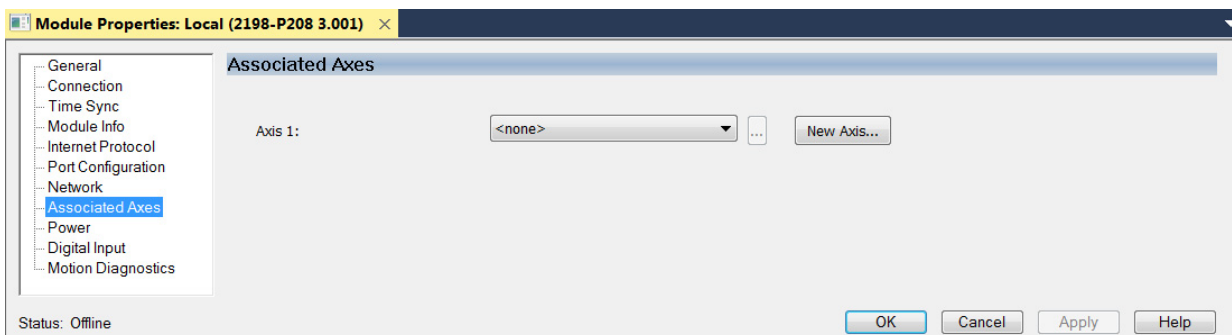 Module Properties: Local (2198-P208 3.001)
General
Connection
Time Sync
Module Info
Internet Protocol
Port Configuration
Network
Associated Axes
Power
Digital Input
Motion Diagnostics
Associated Axes
Axis 1: <none> ... New Axis...
Status: Offline OK Cancel Apply Help